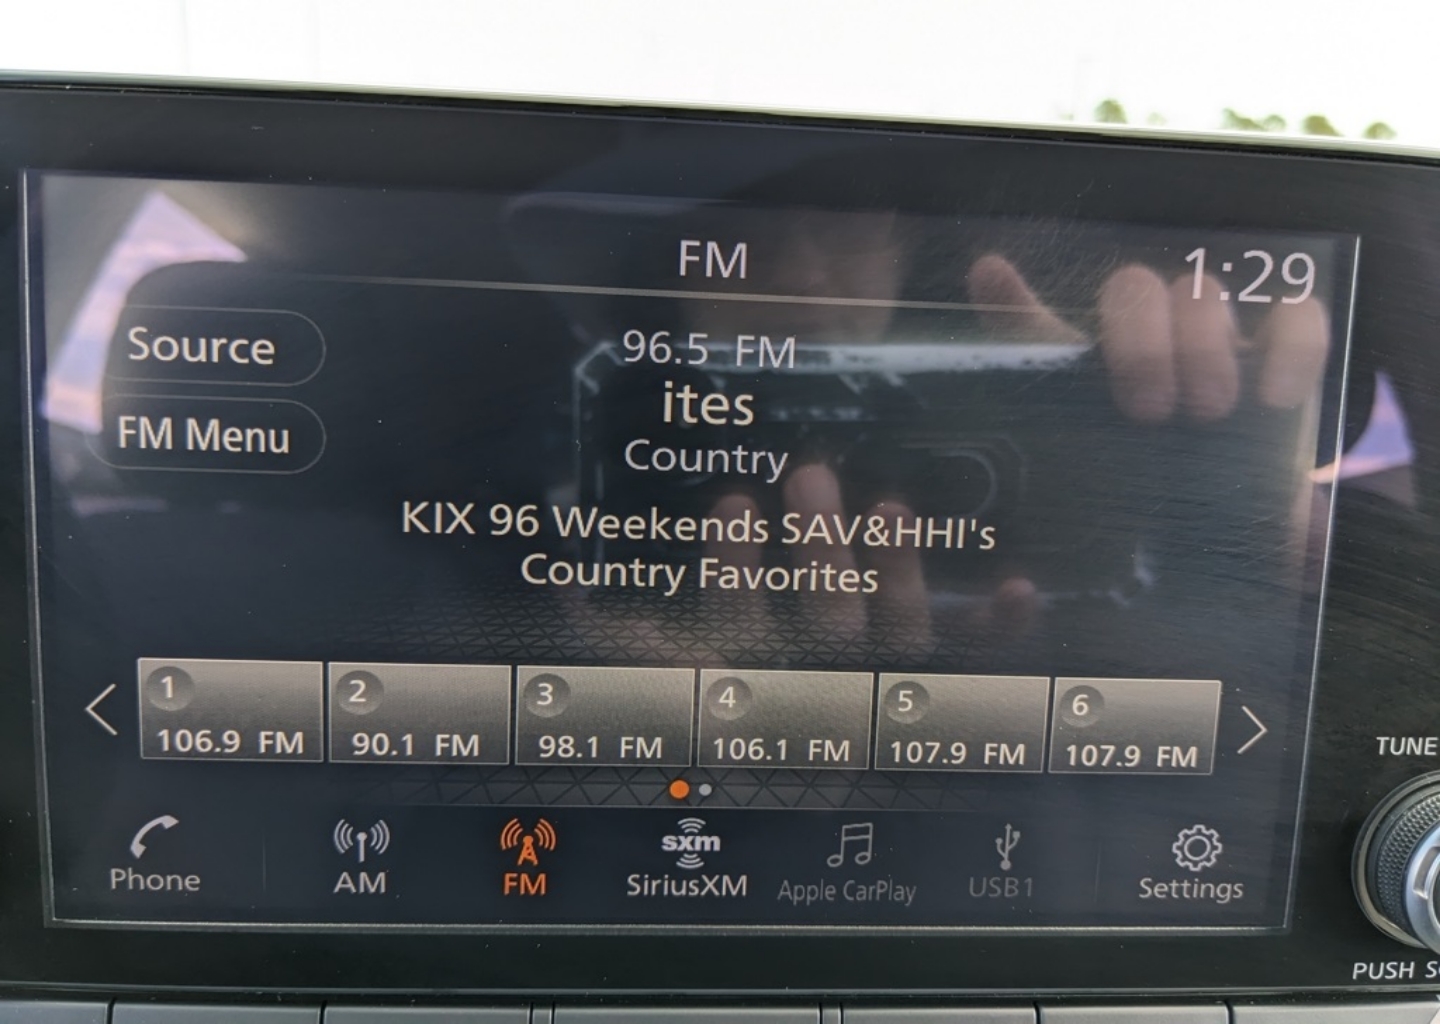 FM
1:29
Source
96.5 FM
ites
FM Menu
Country
KIX 96 Weekends SAV&HHI's
Country Favorites
1
106.9 FM
2
90.1 FM
3
98.1 FM
4
106.1 FM
5
107.9 FM
6
107.9 FM
TUNE
Phone
AM
FM
sxm
SiriusXM
Apple CarPlay
USB1
Settings
PUSH